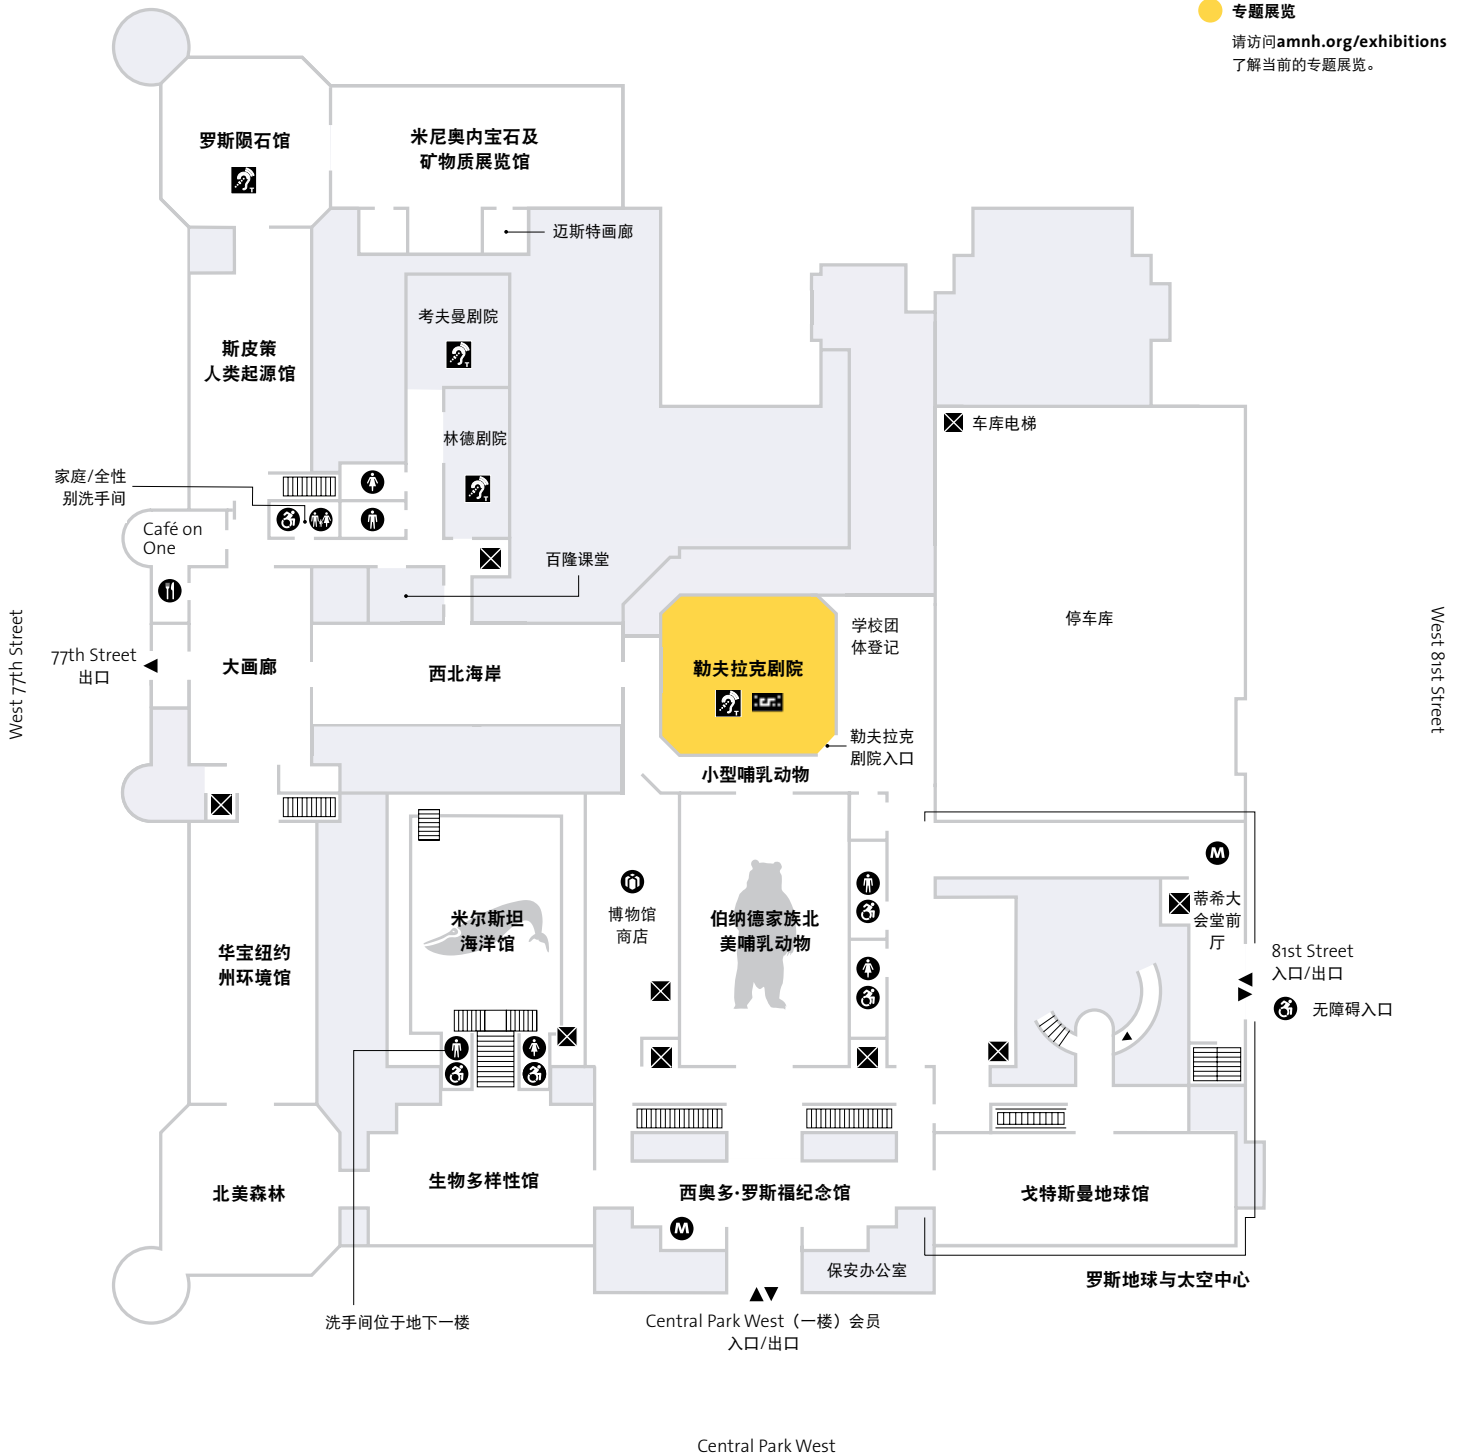 专题展览
请访问amnh.org/exhibitions
了解当前的专题展览。
罗斯陨石馆
米尼奥内宝石及
矿物质展览馆
迈斯特画廊
考夫曼剧院
斯皮策
人类起源馆
车库电梯
林德剧院
家庭/全性
别洗手间
Café on
One
百隆课堂
停车库
学校团
体登记
West 77th Street
77th Street
出口
大画廊
西北海岸
勒夫拉克剧院
West 81st Street
勒夫拉克
剧院入口
小型哺乳动物
M
博物馆
商店
米尔斯坦
海洋馆
伯纳德家族北
美哺乳动物
蒂希大
会堂前
厅
华宝纽约
州环境馆
81st Street
入口/出口
无障碍入口
北美森林
生物多样性馆
西奥多·罗斯福纪念馆
戈特斯曼地球馆
M
保安办公室
罗斯地球与太空中心
洗手间位于地下一楼
Central Park West（一楼）会员
入口/出口
Central Park West